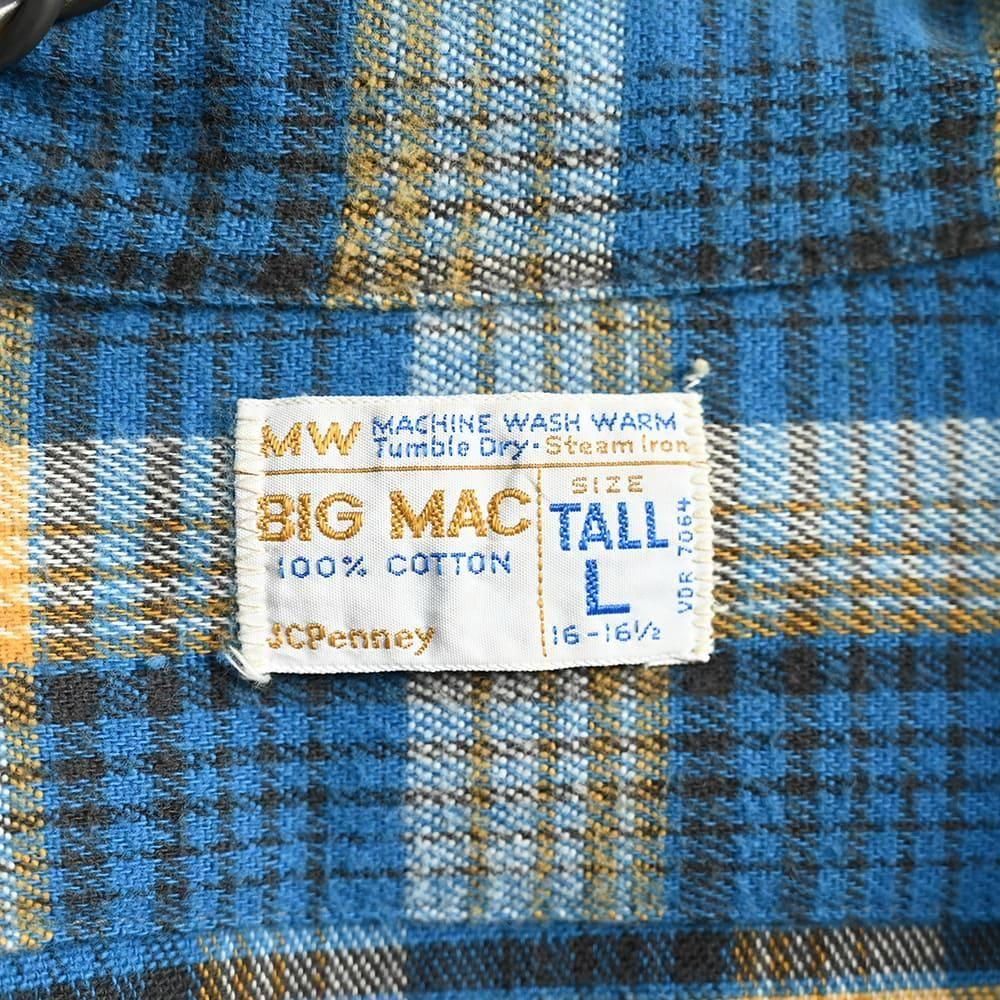 MW MACHINE WASH WARM
Tumble Dry-Steam Iron
BIG MAC
100% COTTON
JCPenney
SIZE
TALL
L
16-16½
VDR 7064